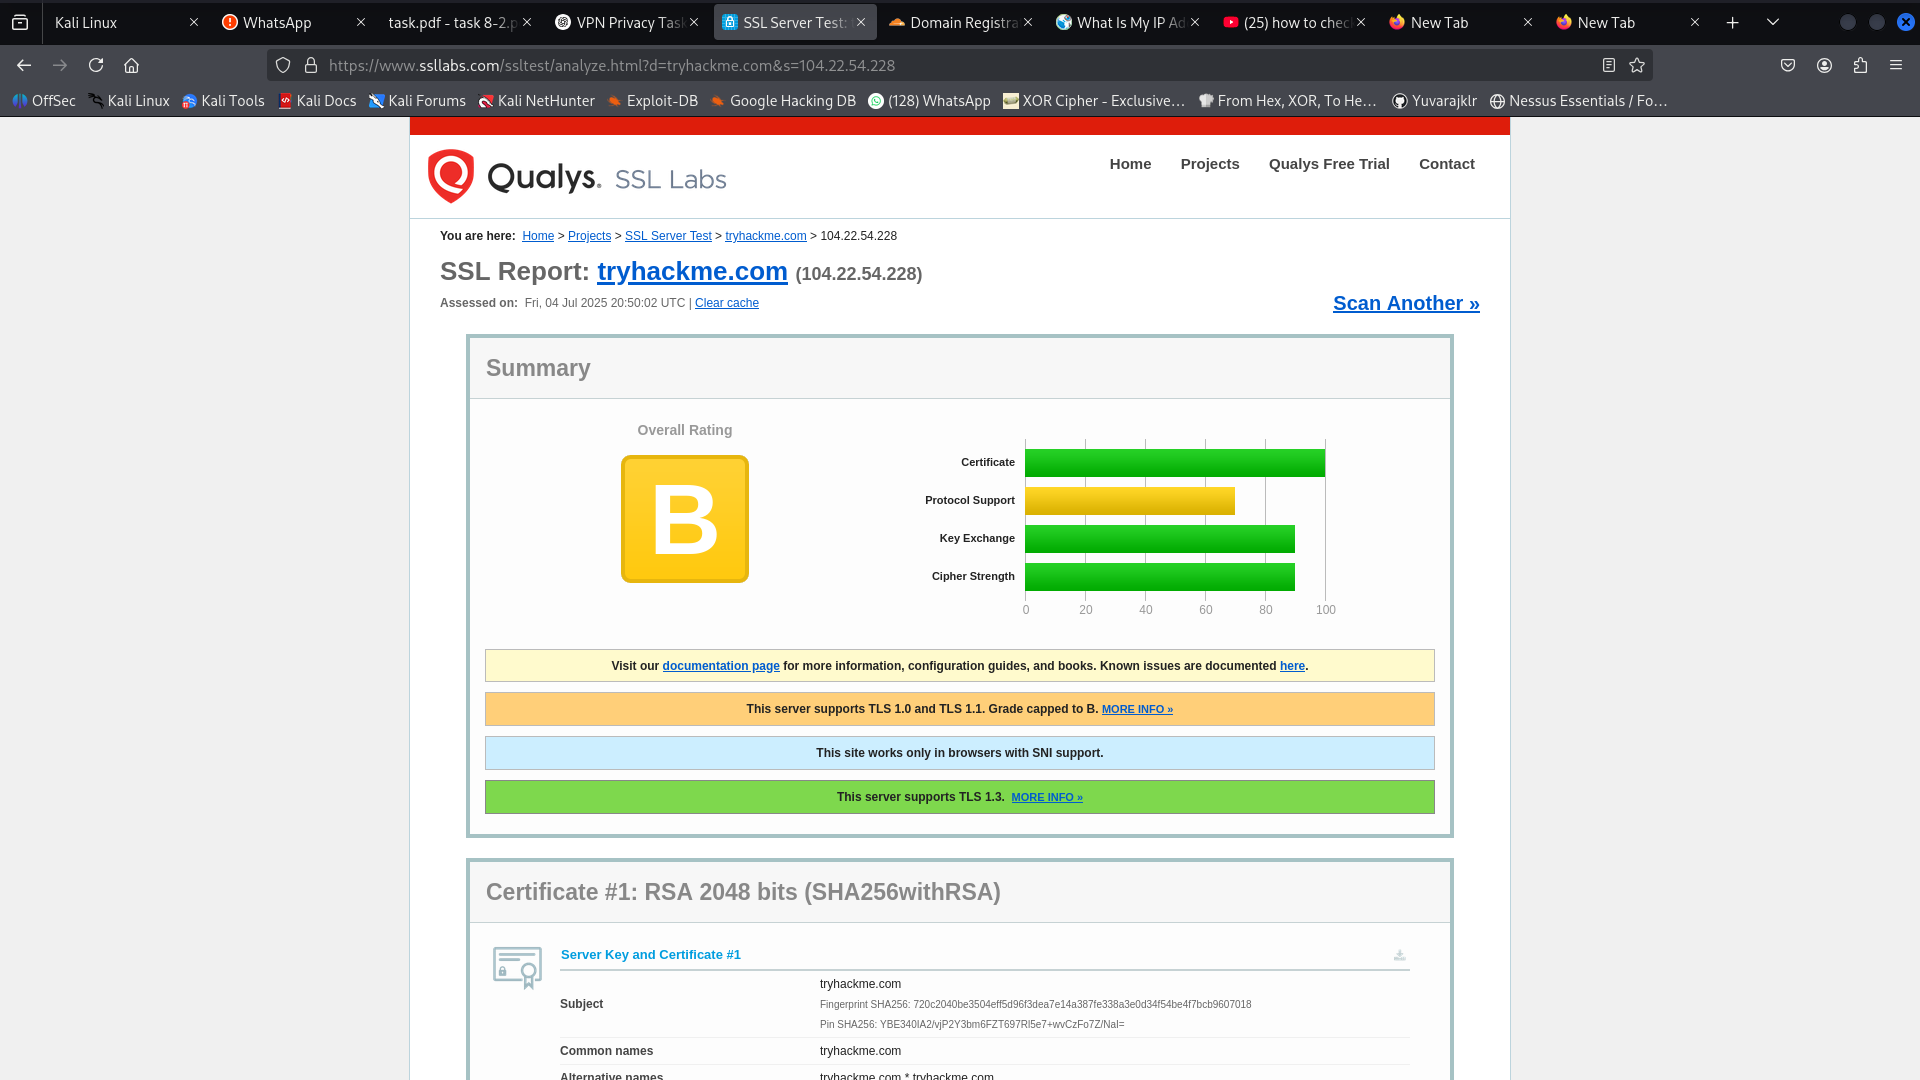 Kali Linux
WhatsApp
task.pdf - task 8-2.p
VPN Privacy Task
SSL Server Test:
Domain Registra
What Is My IP Ad
(25) how to chec
New Tab
New Tab
https://www.ssllabs.com/ssltest/analyze.html?d=tryhackme.com&s=104.22.54.228
OffSec
Kali Linux
Kali Tools
Kali Docs
Kali Forums
Kali NetHunter
Exploit-DB
Google Hacking DB
(128) WhatsApp
XOR Cipher - Exclusive…
From Hex, XOR, To He…
Yuvarajklr
Nessus Essentials / Fo…
Qualys. SSL Labs
Home
Projects
Qualys Free Trial
Contact
You are here: Home > Projects > SSL Server Test > tryhackme.com > 104.22.54.228
SSL Report: tryhackme.com (104.22.54.228)
Assessed on: Fri, 04 Jul 2025 20:50:02 UTC | Clear cache
Scan Another »
Summary
Overall Rating
B
Certificate
Protocol Support
Key Exchange
Cipher Strength
0 20 40 60 80 100
Visit our documentation page for more information, configuration guides, and books. Known issues are documented here.
This server supports TLS 1.0 and TLS 1.1. Grade capped to B. MORE INFO »
This site works only in browsers with SNI support.
This server supports TLS 1.3. MORE INFO »
Certificate #1: RSA 2048 bits (SHA256withRSA)
Server Key and Certificate #1
Subject
tryhackme.com
Fingerprint SHA256: 720c2040be3504eff5d96f3dea7e14a387fe338a3e0d34f54be4f7bcb9607018
Pin SHA256: YBE340IA2/vjP2Y3bm6FZT697Rl5e7+wvCzFo7Z/NaI=
Common names
tryhackme.com
Alternative names
tryhackme.com *.tryhackme.com